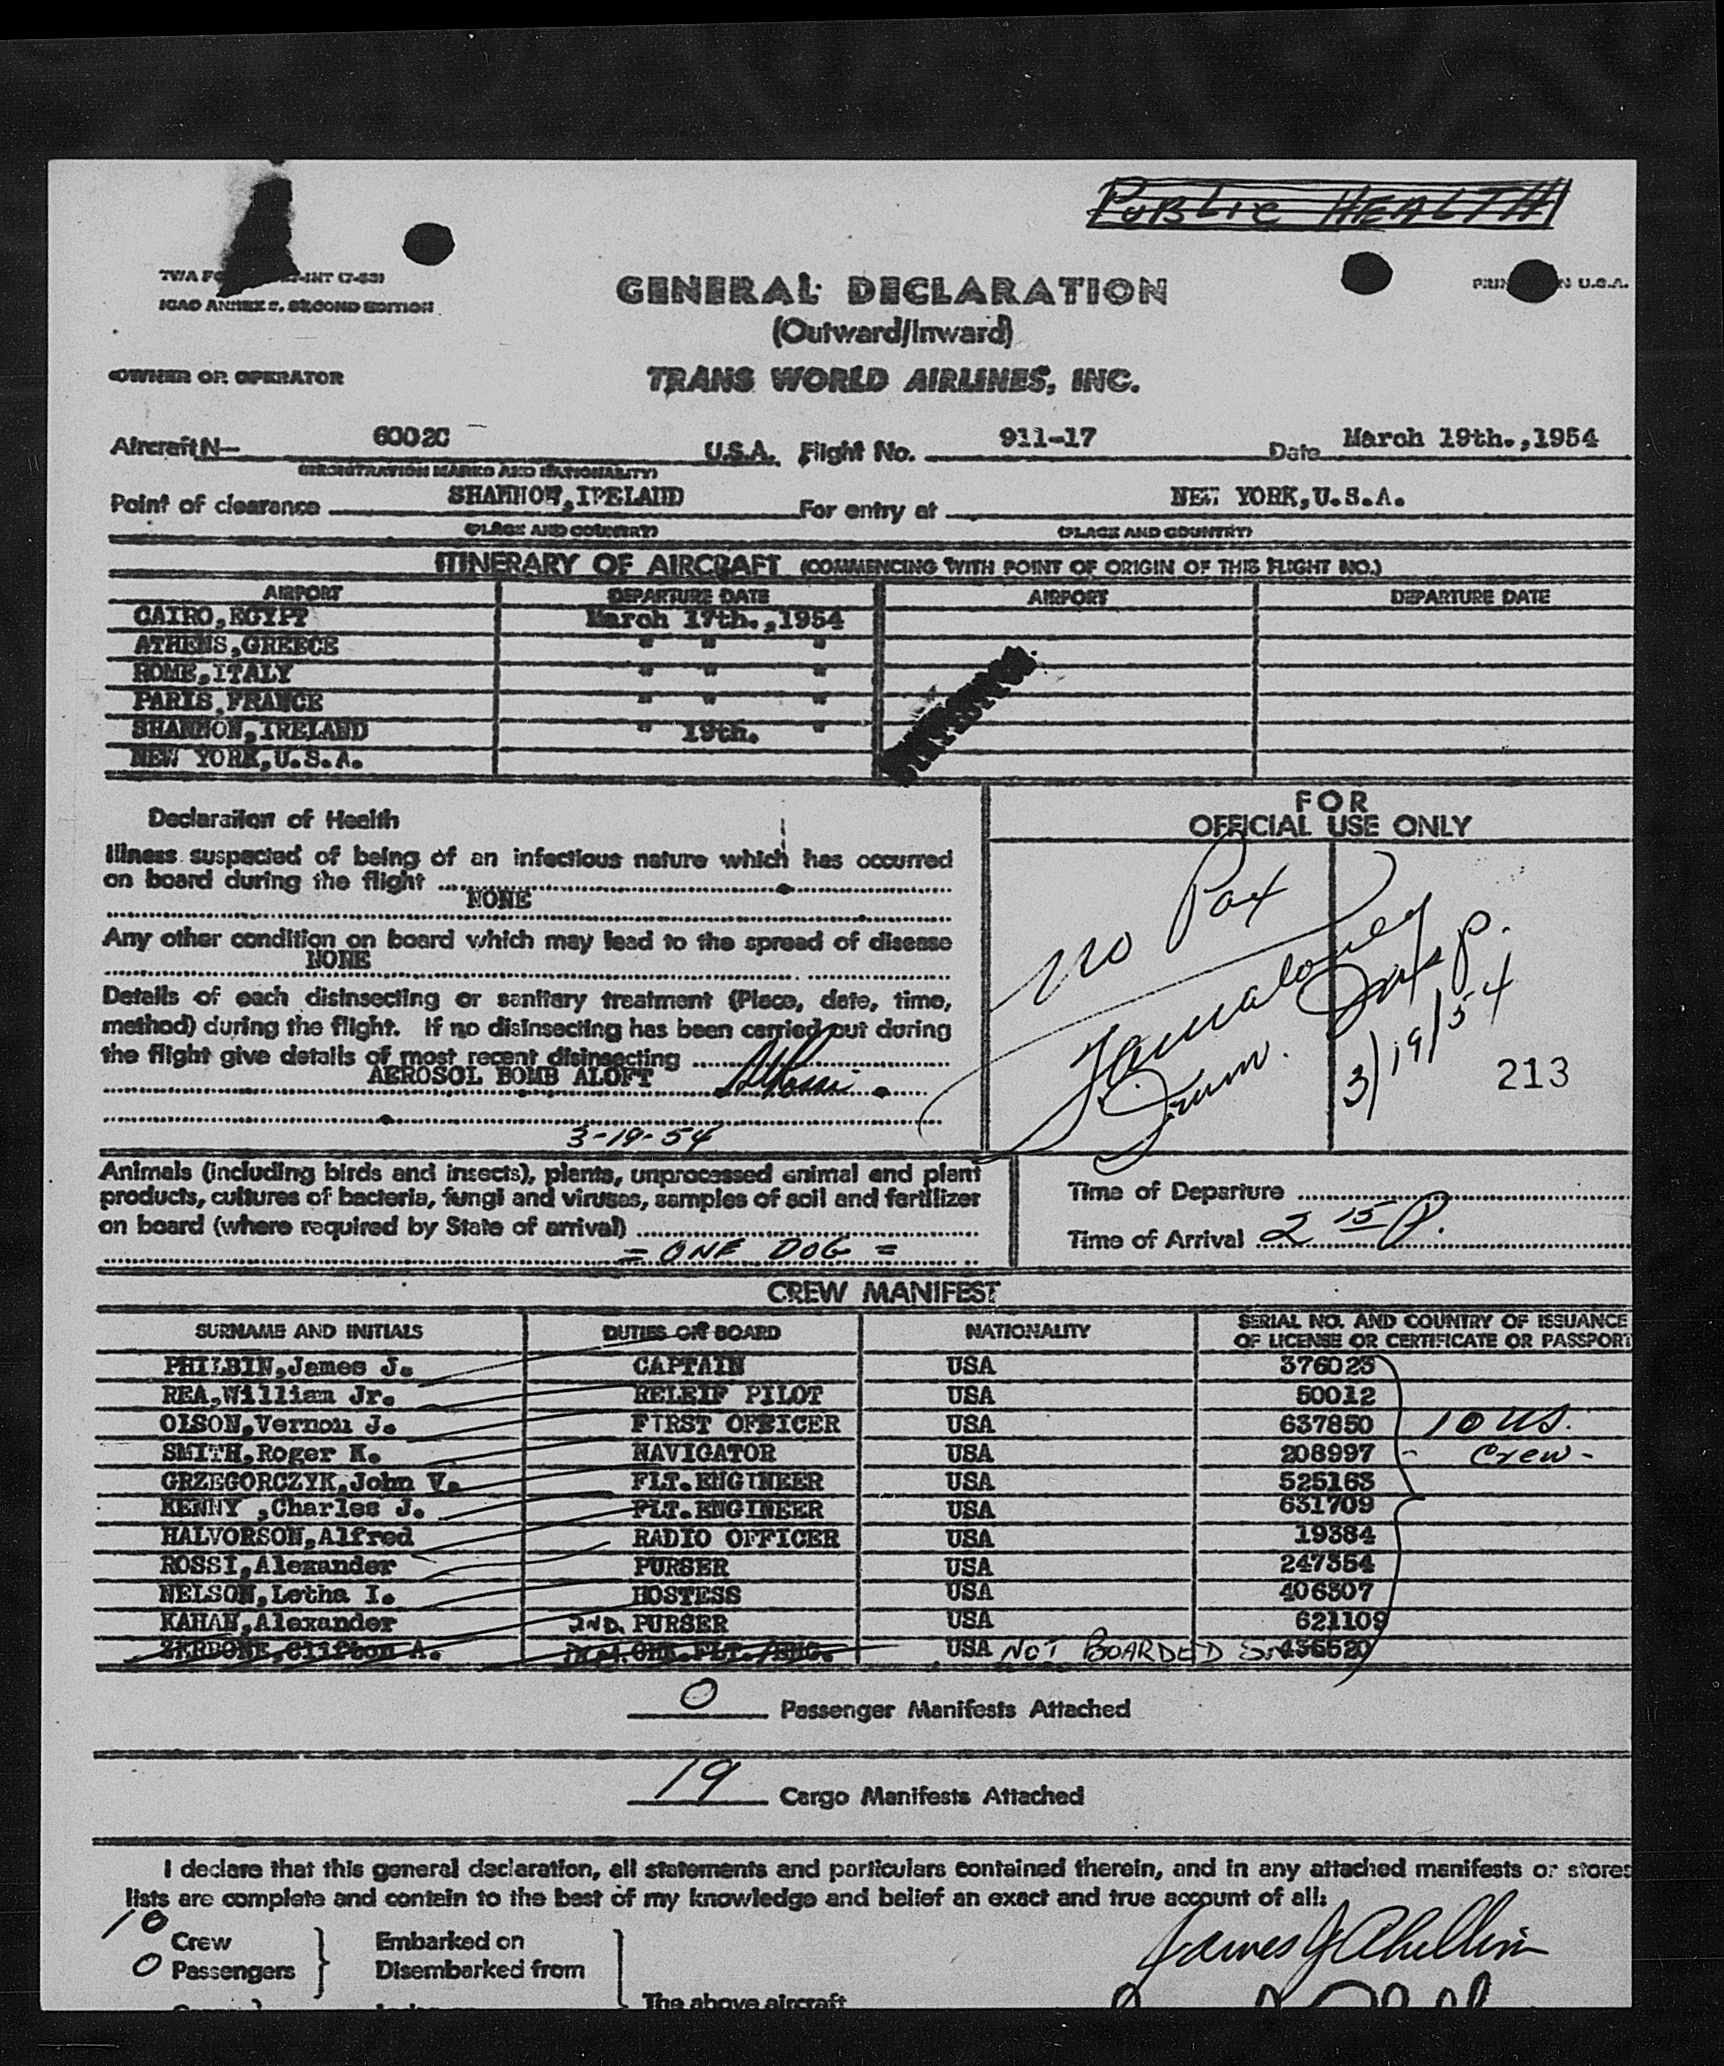 PUBLIC HEALTH
ICAO ANNEX 9, SECOND EDITION
U.S.A.
GENERAL DECLARATION
(Outward/Inward)
OWNER OR OPERATOR
TRANS WORLD AIRLINES, INC.
Aircraft N- 6002C U.S.A. Flight No. 911-17 Date March 19th.,1954
(REGISTRATION MARKS AND NATIONALITY)
Point of clearance SHANNON,IRELAND For entry at NEW YORK,U.S.A.
(PLACE AND COUNTRY) (PLACE AND COUNTRY)
ITINERARY OF AIRCRAFT (COMMENCING WITH POINT OF ORIGIN OF THIS FLIGHT NO.)
AIRPORT DEPARTURE DATE AIRPORT DEPARTURE DATE
CAIRO,EGYPT March 17th.,1954
ATHENS,GREECE " " "
ROME,ITALY " " "
PARIS,FRANCE " " "
SHANNON,IRELAND " 19th. "
NEW YORK,U.S.A.
Declaration of Health
Illness suspected of being of an infectious nature which has occurred
on board during the flight
NONE
Any other condition on board which may lead to the spread of disease
NONE
Details of each disinsecting or sanitary treatment (Place, date, time,
method) during the flight. If no disinsecting has been carried out during
the flight give details of most recent disinsecting
AEROSOL BOMB ALOFT
3-19-54
FOR
OFFICIAL USE ONLY
No Pax
Insp.
Imm.
3/19/54
213
Animals (including birds and insects), plants, unprocessed animal and plant
products, cultures of bacteria, fungi and viruses, samples of soil and fertilizer
on board (where required by State of arrival)
= ONE DOG =
Time of Departure
Time of Arrival 2 15 P.
CREW MANIFEST
SURNAME AND INITIALS DUTIES ON BOARD NATIONALITY SERIAL NO. AND COUNTRY OF ISSUANCE
OF LICENSE OR CERTIFICATE OR PASSPORT
PHILBIN,James J. CAPTAIN USA 376023
REA,William Jr. RELEIF PILOT USA 50012
OLSON,Vernon J. FIRST OFFICER USA 637850
SMITH,Roger K. NAVIGATOR USA 208997
GRZEGORCZYK,John V. FLT.ENGINEER USA 525163
KENNY ,Charles J. FLT.ENGINEER USA 631709
HALVORSON,Alfred RADIO OFFICER USA 19384
ROSSI,Alexander PURSER USA 247354
NELSON,Letha I. HOSTESS USA 406307
KAHAN,Alexander 2ND. PURSER USA 621109
ZERBONE,Clifton A. CHK.FLT.ENG. USA NOT BOARDED 436520
10 US.
Crew-
0 Passenger Manifests Attached
19 Cargo Manifests Attached
I declare that this general declaration, all statements and particulars contained therein, and in any attached manifests or stores
lists are complete and contain to the best of my knowledge and belief an exact and true account of all:
10 Crew
0 Passengers
Embarked on
Disembarked from
The above aircraft
James J Philbin